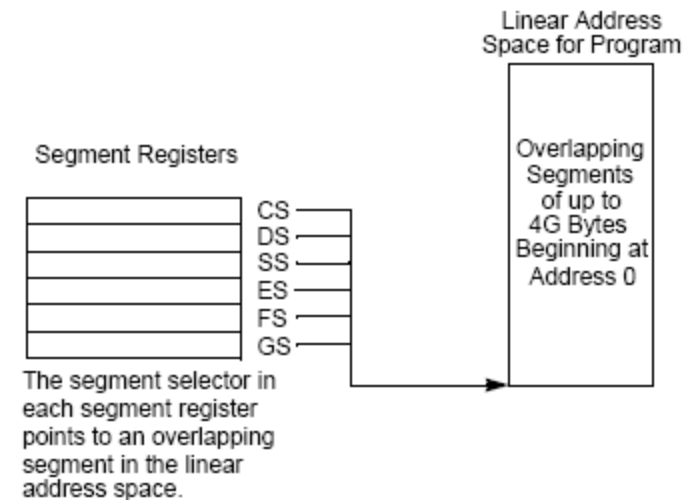 Linear Address
Space for Program
Segment Registers
Overlapping
Segments
of up to
4G Bytes
Beginning at
Address 0
CS
DS
SS
ES
FS
GS
The segment selector in
each segment register
points to an overlapping
segment in the linear
address space.